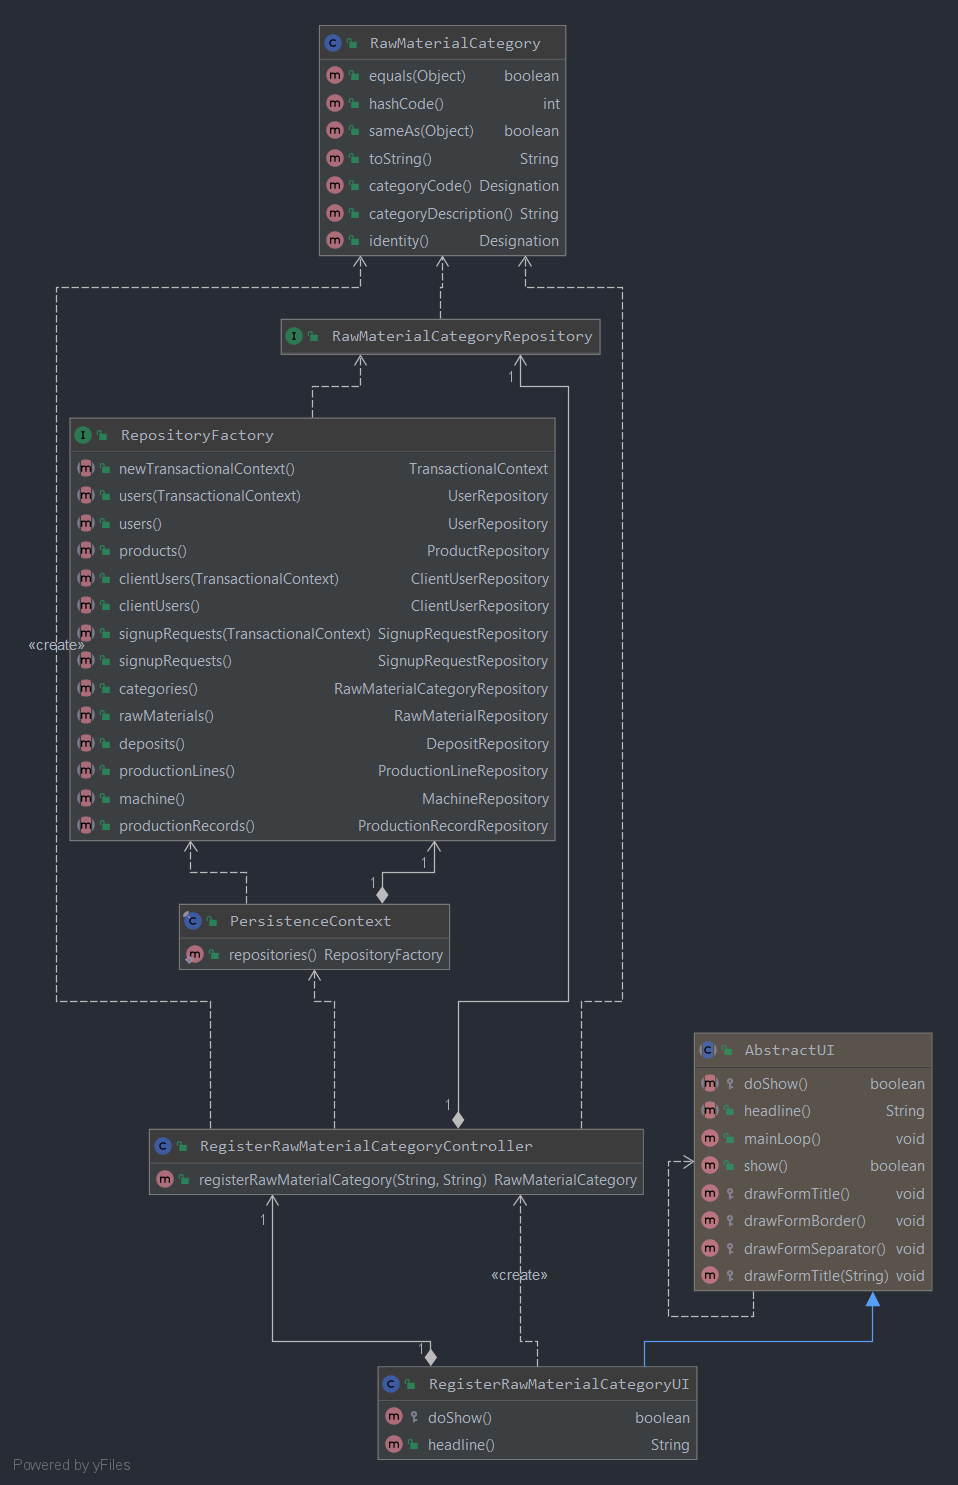 RawMaterialCategory
equals(Object) boolean
hashCode() int
sameAs(Object) boolean
toString() String
categoryCode() Designation
categoryDescription() String
identity() Designation
RawMaterialCategoryRepository
1
RepositoryFactory
newTransactionalContext() TransactionalContext
users(TransactionalContext) UserRepository
users() UserRepository
products() ProductRepository
clientUsers(TransactionalContext) ClientUserRepository
clientUsers() ClientUserRepository
signupRequests(TransactionalContext) SignupRequestRepository
«create»
signupRequests() SignupRequestRepository
categories() RawMaterialCategoryRepository
rawMaterials() RawMaterialRepository
deposits() DepositRepository
productionLines() ProductionLineRepository
machine() MachineRepository
productionRecords() ProductionRecordRepository
1
1
PersistenceContext
repositories() RepositoryFactory
1
RegisterRawMaterialCategoryController
registerRawMaterialCategory(String, String) RawMaterialCategory
AbstractUI
doShow() boolean
headline() String
mainLoop() void
show() boolean
drawFormTitle() void
drawFormBorder() void
drawFormSeparator() void
drawFormTitle(String) void
1
«create»
1
RegisterRawMaterialCategoryUI
doShow() boolean
headline() String
Powered by yFiles